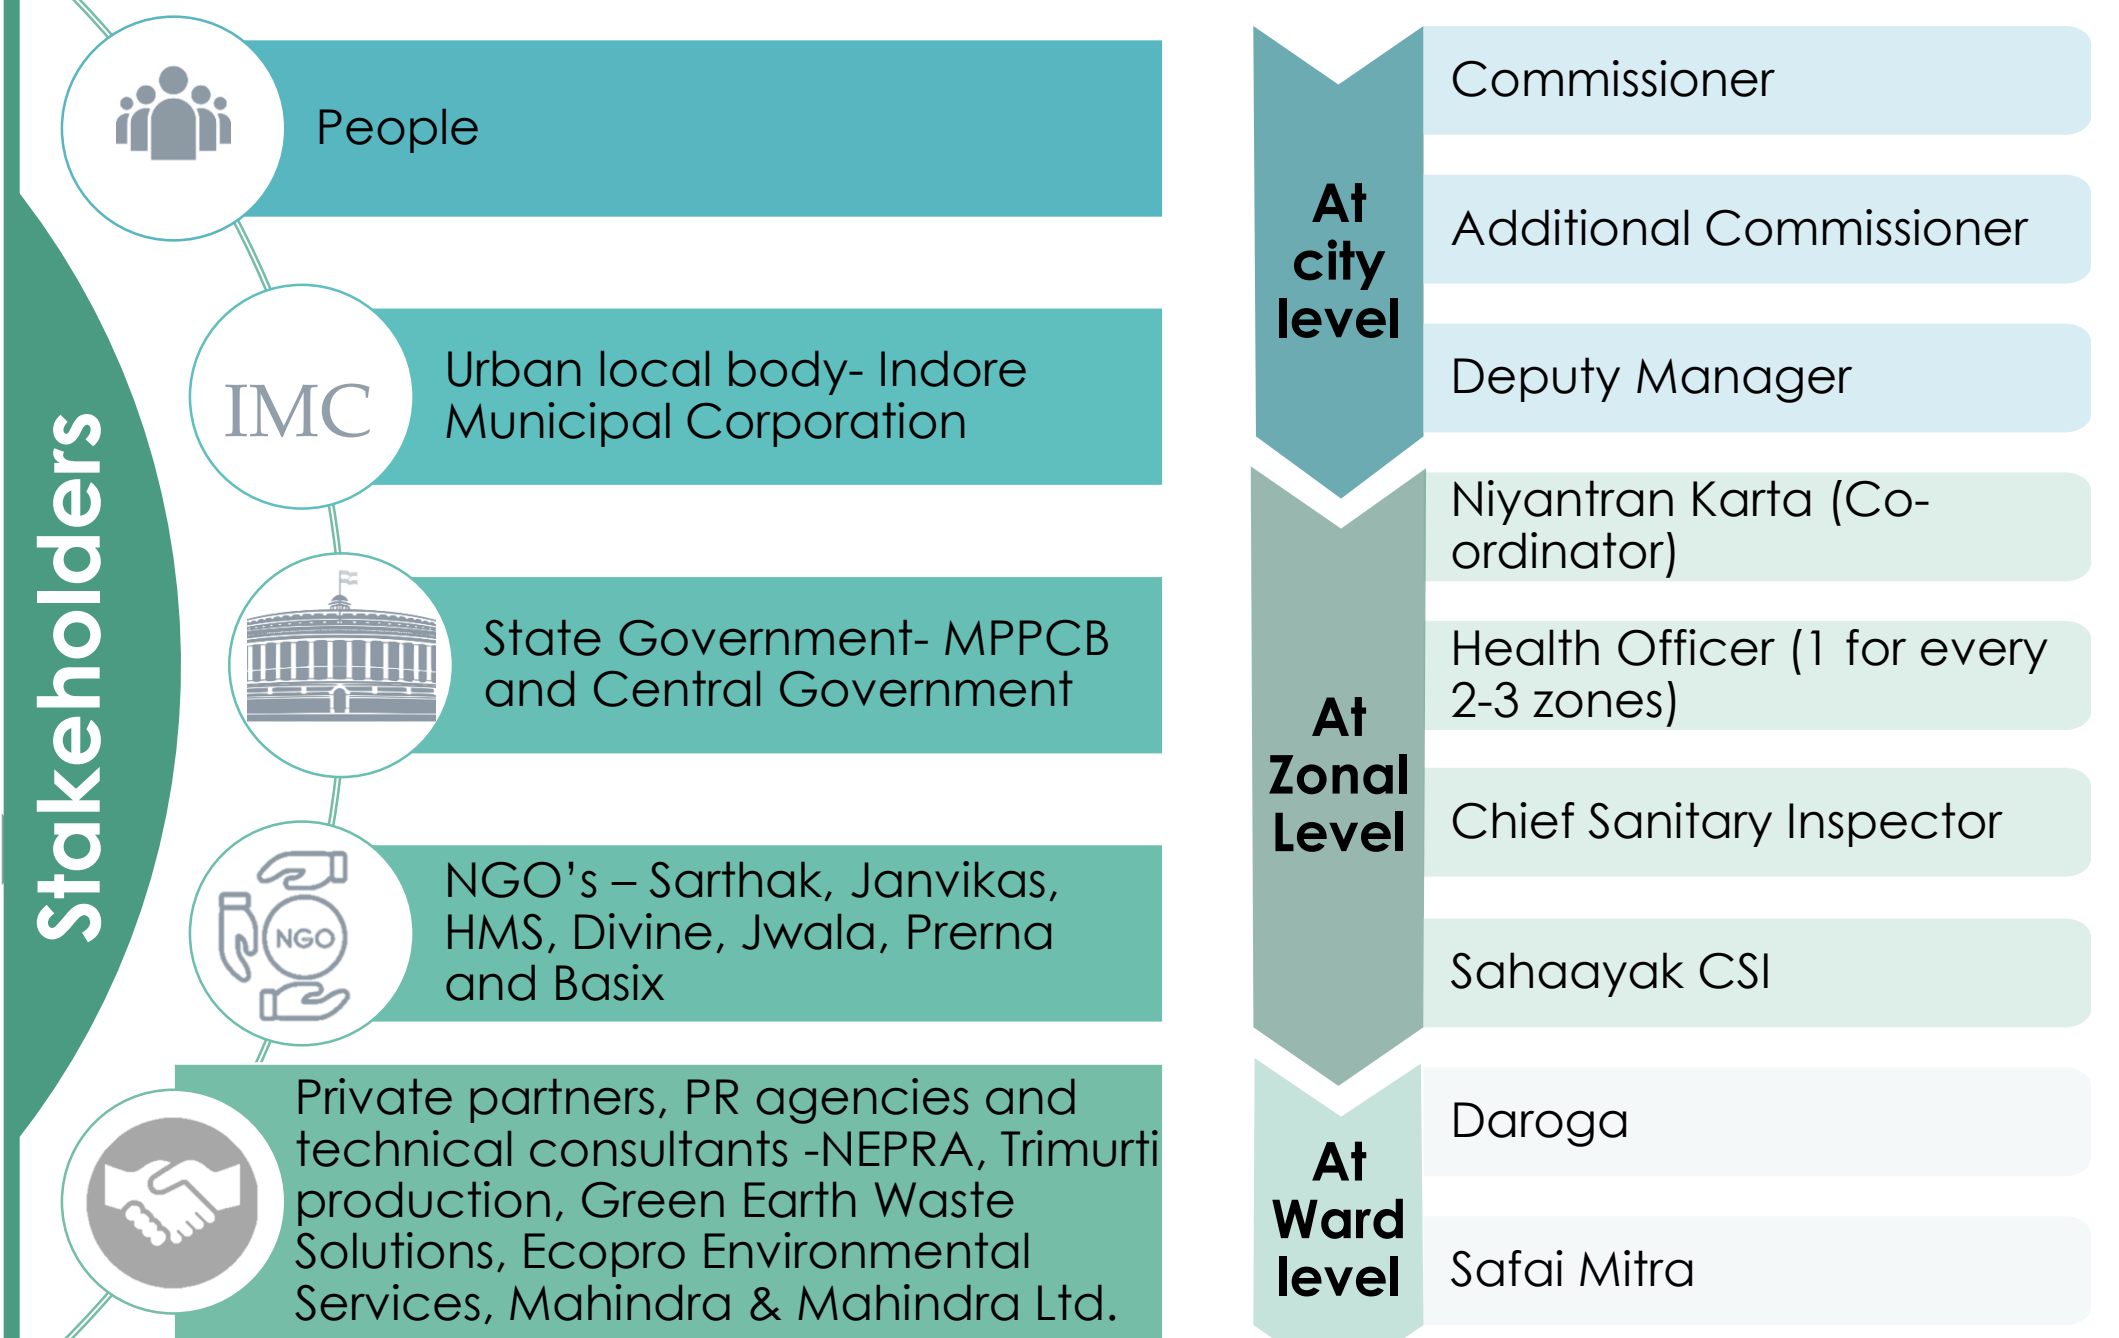 Stakeholders
People
IMC
Urban local body- Indore
Municipal Corporation
State Government- MPPCB
and Central Government
NGO
NGO’s – Sarthak, Janvikas,
HMS, Divine, Jwala, Prerna
and Basix
Private partners, PR agencies and
technical consultants -NEPRA, Trimurti
production, Green Earth Waste
Solutions, Ecopro Environmental
Services, Mahindra & Mahindra Ltd.
At
city
level
Commissioner
Additional Commissioner
Deputy Manager
At
Zonal
Level
Niyantran Karta (Co-
ordinator)
Health Officer (1 for every
2-3 zones)
Chief Sanitary Inspector
Sahaayak CSI
At
Ward
level
Daroga
Safai Mitra